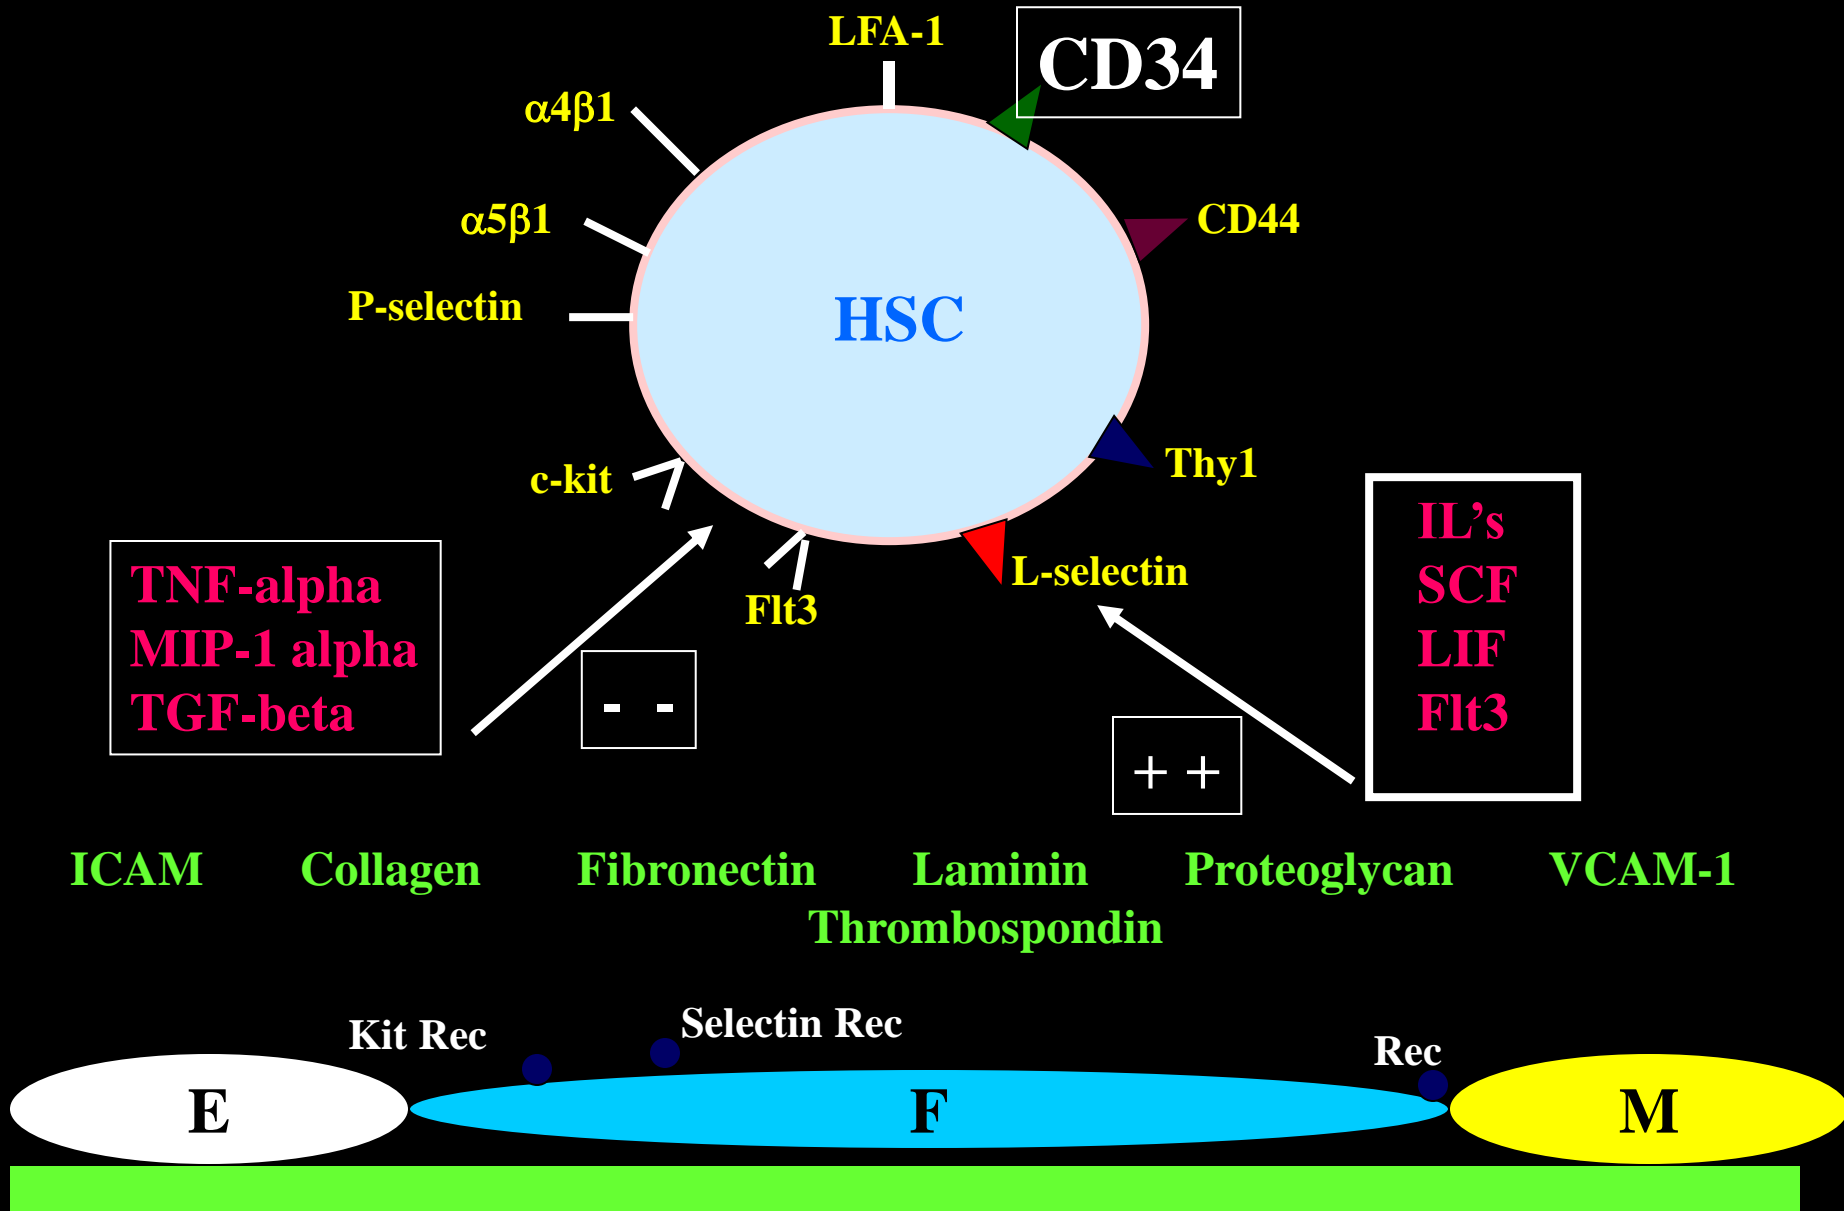 LFA-1
CD34
α4β1
α5β1
CD44
P-selectin
HSC
c-kit
Thy1
Flt3
L-selectin
TNF-alpha
MIP-1 alpha
TGF-beta
- -
IL’s
SCF
LIF
Flt3
+ +
ICAM Collagen Fibronectin Laminin Proteoglycan VCAM-1
Thrombospondin
Kit Rec
Selectin Rec
Rec
E
F
M